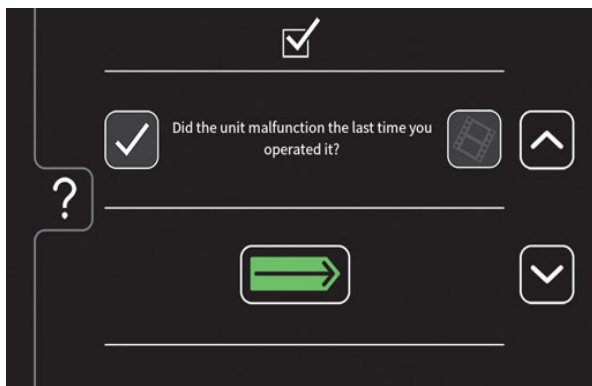 Did the unit malfunction the last time you
operated it?
?